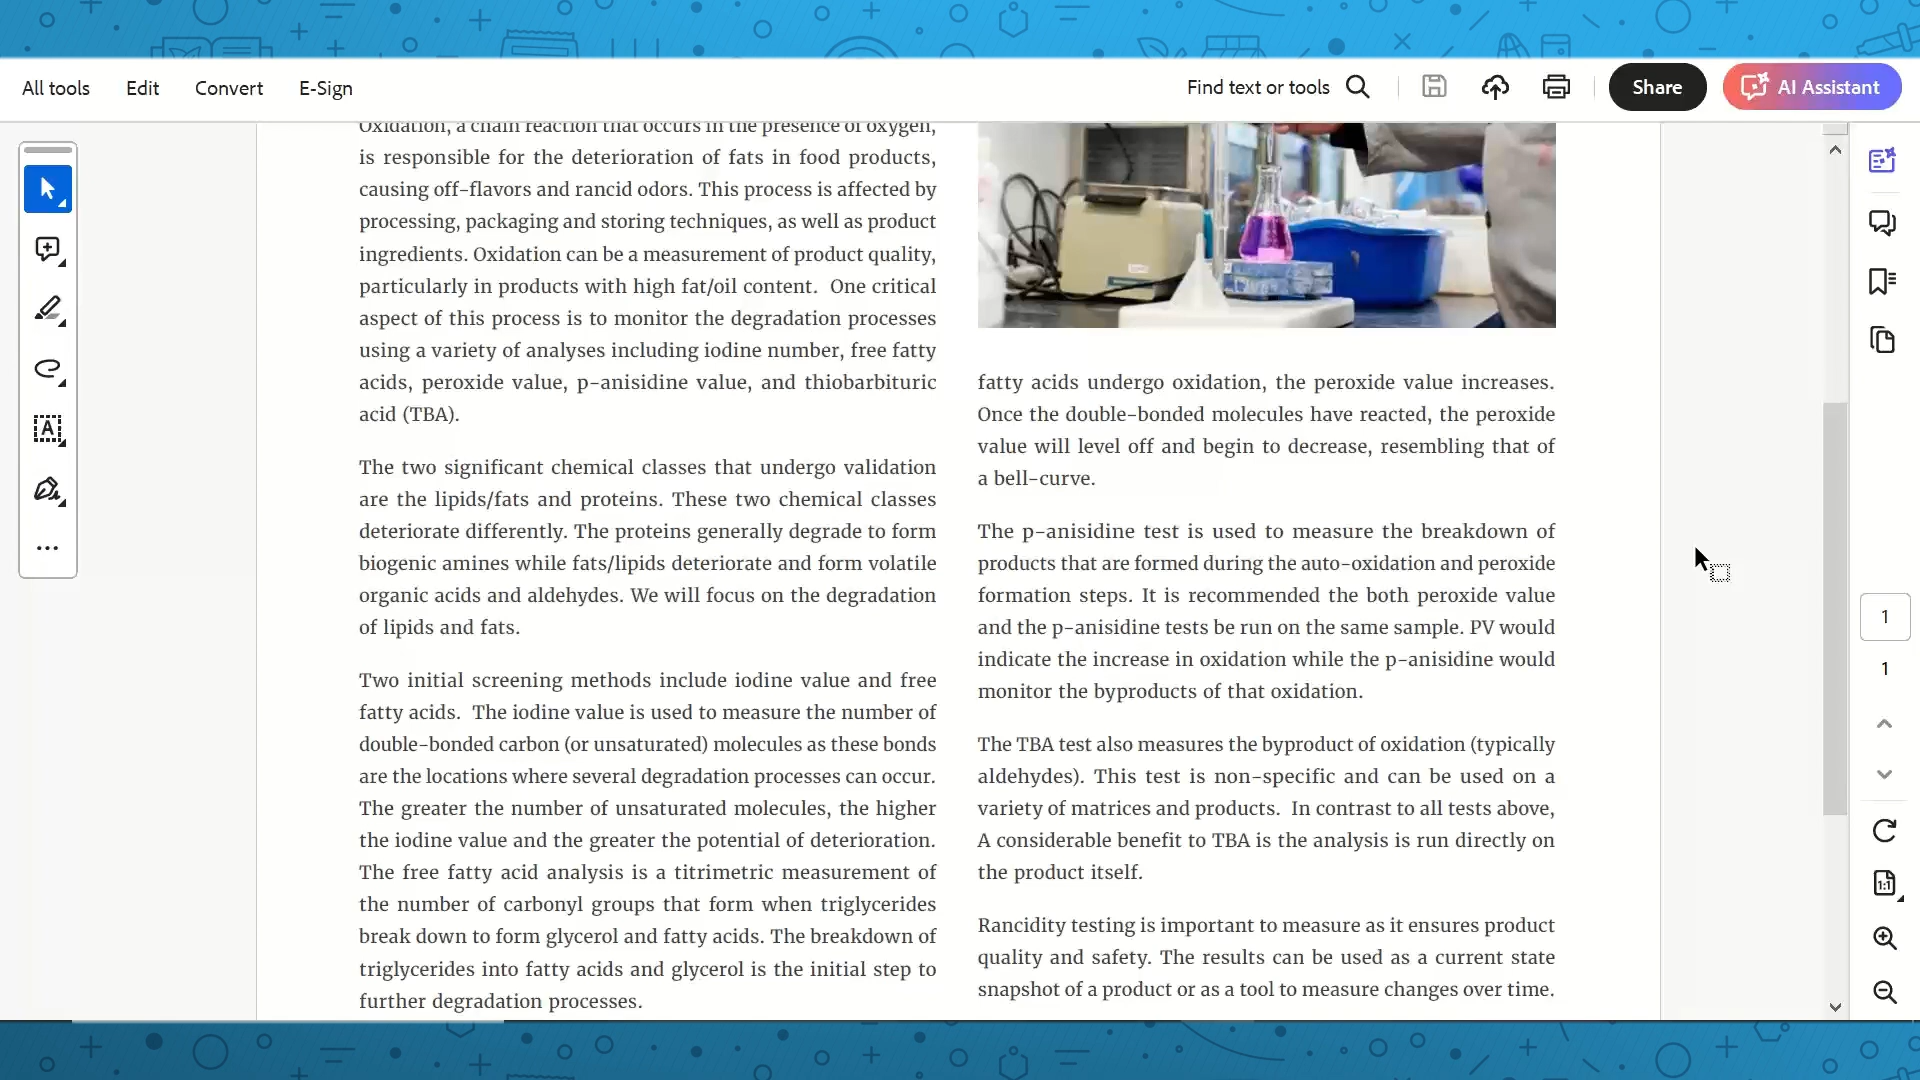 All tools Edit Convert E-Sign Find text or tools Share AI Assistant
Oxidation, a chain reaction that occurs in the presence of oxygen,
is responsible for the deterioration of fats in food products,
causing off-flavors and rancid odors. This process is affected by
processing, packaging and storing techniques, as well as product
ingredients. Oxidation can be a measurement of product quality,
particularly in products with high fat/oil content. One critical
aspect of this process is to monitor the degradation processes
using a variety of analyses including iodine number, free fatty
acids, peroxide value, p-anisidine value, and thiobarbituric
acid (TBA).
The two significant chemical classes that undergo validation
are the lipids/fats and proteins. These two chemical classes
deteriorate differently. The proteins generally degrade to form
biogenic amines while fats/lipids deteriorate and form volatile
organic acids and aldehydes. We will focus on the degradation
of lipids and fats.
Two initial screening methods include iodine value and free
fatty acids. The iodine value is used to measure the number of
double-bonded carbon (or unsaturated) molecules as these bonds
are the locations where several degradation processes can occur.
The greater the number of unsaturated molecules, the higher
the iodine value and the greater the potential of deterioration.
The free fatty acid analysis is a titrimetric measurement of
the number of carbonyl groups that form when triglycerides
break down to form glycerol and fatty acids. The breakdown of
triglycerides into fatty acids and glycerol is the initial step to
further degradation processes.
fatty acids undergo oxidation, the peroxide value increases.
Once the double-bonded molecules have reacted, the peroxide
value will level off and begin to decrease, resembling that of
a bell-curve.
The p-anisidine test is used to measure the breakdown of
products that are formed during the auto-oxidation and peroxide
formation steps. It is recommended the both peroxide value
and the p-anisidine tests be run on the same sample. PV would
indicate the increase in oxidation while the p-anisidine would
monitor the byproducts of that oxidation.
The TBA test also measures the byproduct of oxidation (typically
aldehydes). This test is non-specific and can be used on a
variety of matrices and products. In contrast to all tests above,
A considerable benefit to TBA is the analysis is run directly on
the product itself.
Rancidity testing is important to measure as it ensures product
quality and safety. The results can be used as a current state
snapshot of a product or as a tool to measure changes over time.
1
1
1:1